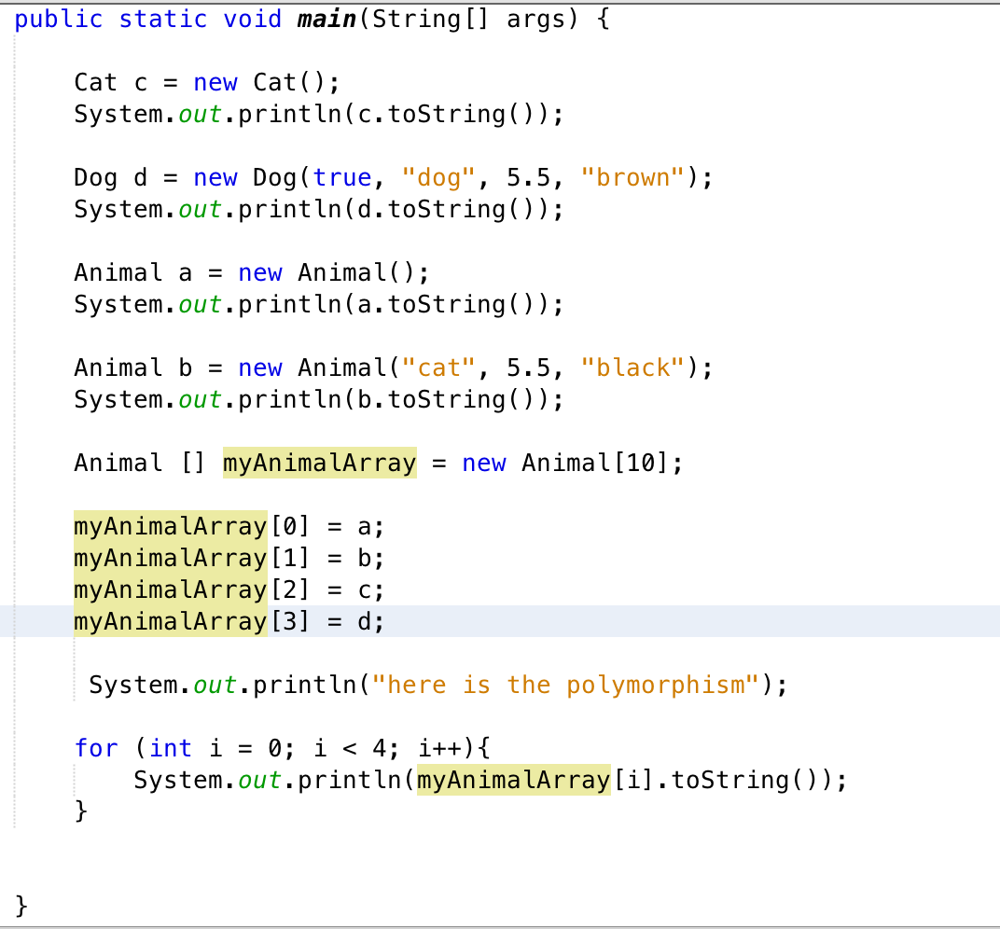 public static void main(String[] args) {
Cat c = new Cat();
System.out.println(c.toString());
Dog d = new Dog(true, "dog", 5.5, "brown");
System.out.println(d.toString());
Animal a = new Animal();
System.out.println(a.toString());
Animal b = new Animal("cat", 5.5, "black");
System.out.println(b.toString());
Animal [] myAnimalArray = new Animal[10];
myAnimalArray[0] = a;
myAnimalArray[1] = b;
myAnimalArray[2] = c;
myAnimalArray[3] = d;
System.out.println("here is the polymorphism");
for (int i = 0; i < 4; i++){
System.out.println(myAnimalArray[i].toString());
}
}